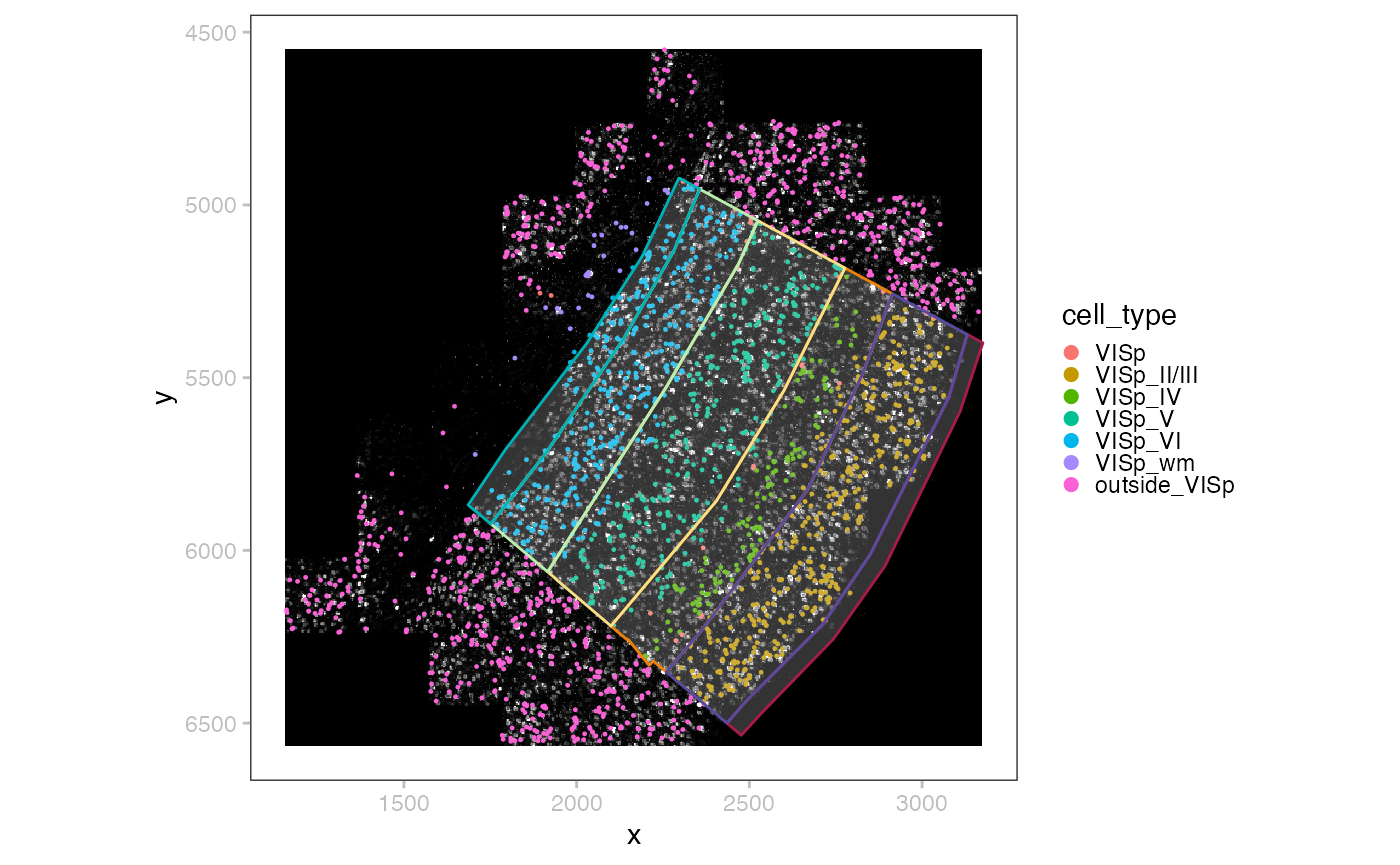 4500
5000
5500
6000
6500
y
1500 2000 2500 3000
x
cell_type
VISp
VISp_II/III
VISp_IV
VISp_V
VISp_VI
VISp_wm
outside_VISp